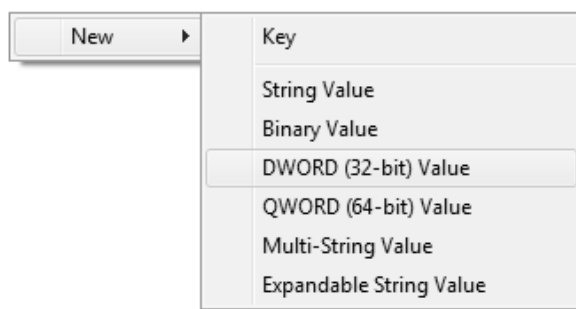 New
Key
String Value
Binary Value
DWORD (32-bit) Value
QWORD (64-bit) Value
Multi-String Value
Expandable String Value